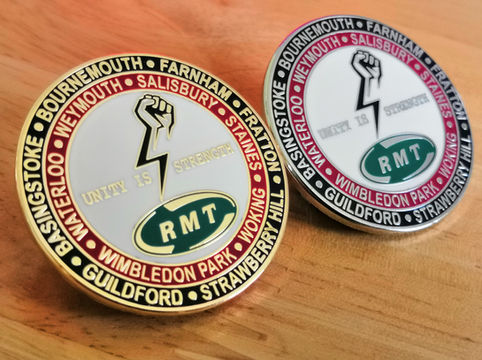 BASINGSTOKE • BOURNEMOUTH • FARNHAM • FRATTON • STRAWBERRY HILL • GUILDFORD •
WATERLOO • WEYMOUTH • SALISBURY • STAINES • WOKING • WIMBLEDON PARK •
UNITY IS STRENGTH
RMT
BASINGSTOKE • BOURNEMOUTH • FARNHAM • FRATTON • STRAWBERRY HILL • GUILDFORD •
WATERLOO • WEYMOUTH • SALISBURY • STAINES • WOKING • WIMBLEDON PARK •
UNITY IS STRENGTH
RMT